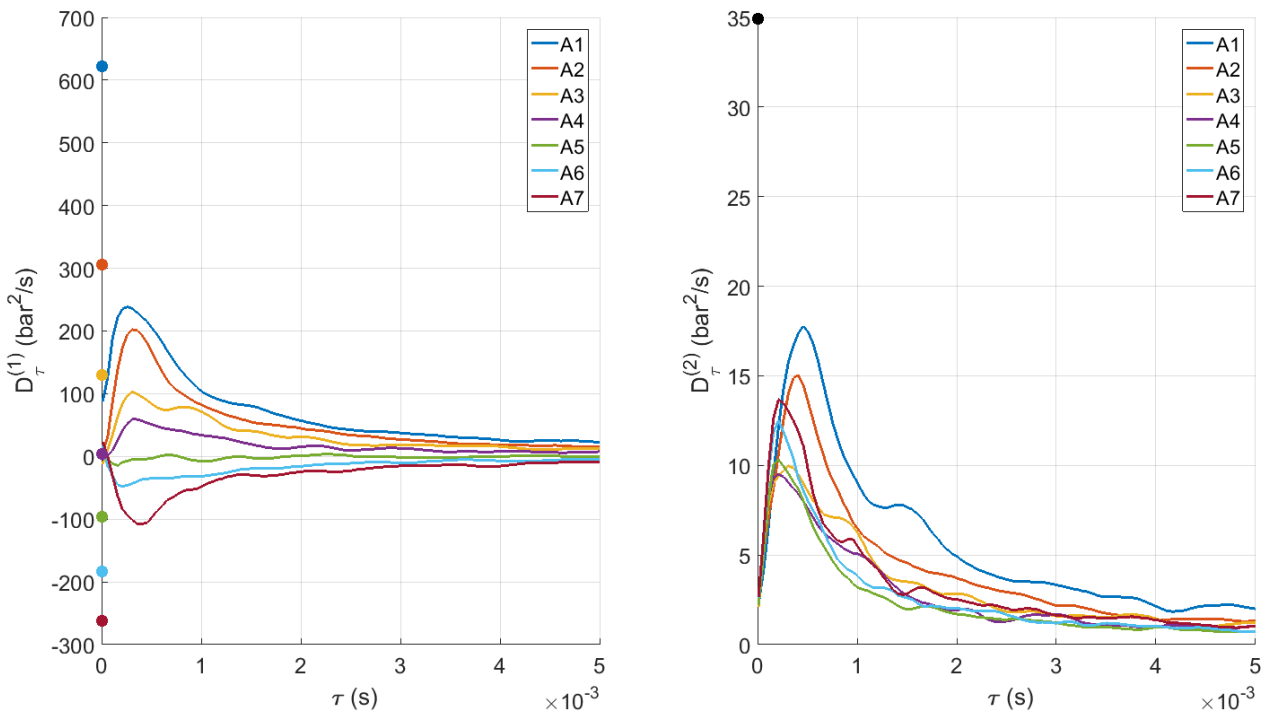 700
600
500
400
300
200
100
0
-100
-200
-300
D_τ^(1) (bar^2/s)
0
1
2
3
4
5
τ (s)
×10^-3
A1
A2
A3
A4
A5
A6
A7
35
30
25
20
15
10
5
0
D_τ^(2) (bar^2/s)
0
1
2
3
4
5
τ (s)
×10^-3
A1
A2
A3
A4
A5
A6
A7